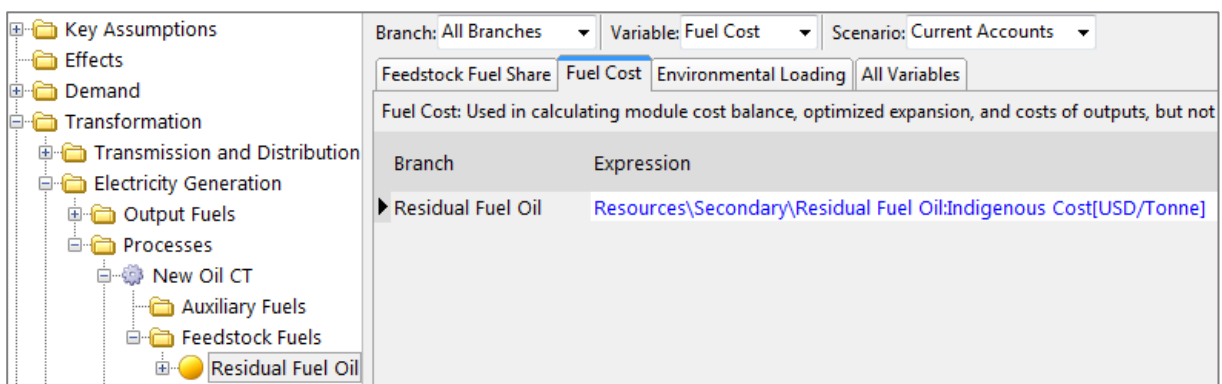 Key Assumptions
Effects
Demand
Transformation
Transmission and Distribution
Electricity Generation
Output Fuels
Processes
New Oil CT
Auxiliary Fuels
Feedstock Fuels
Residual Fuel Oil
Branch: All Branches Variable: Fuel Cost Scenario: Current Accounts
Feedstock Fuel Share Fuel Cost Environmental Loading All Variables
Fuel Cost: Used in calculating module cost balance, optimized expansion, and costs of outputs, but not
Branch Expression
Residual Fuel Oil Resources\Secondary\Residual Fuel Oil:Indigenous Cost[USD/Tonne]